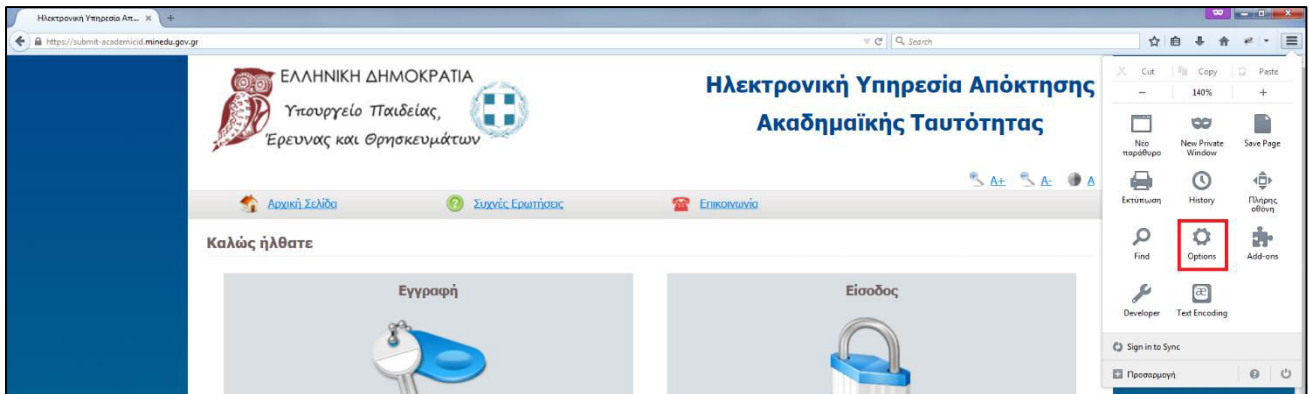 Ηλεκτρονική Υπηρεσία Απ...
https://submit-academicid.minedu.gov.gr
Search
ΕΛΛΗΝΙΚΗ ΔΗΜΟΚΡΑΤΙΑ
Υπουργείο Παιδείας,
Έρευνας και Θρησκευμάτων
Ηλεκτρονική Υπηρεσία Απόκτησης
Ακαδημαϊκής Ταυτότητας
A+ A- A
Αρχική Σελίδα Συχνές Ερωτήσεις Επικοινωνία
Καλώς ήλθατε
Εγγραφή Είσοδος
Cut Copy Paste
− 140% +
Νέο παράθυρο
New Private Window
Save Page
Εκτύπωση
History
Πλήρης οθόνη
Find Options Add-ons
æ
Developer Text Encoding
Sign in to Sync
Προσαρμογή